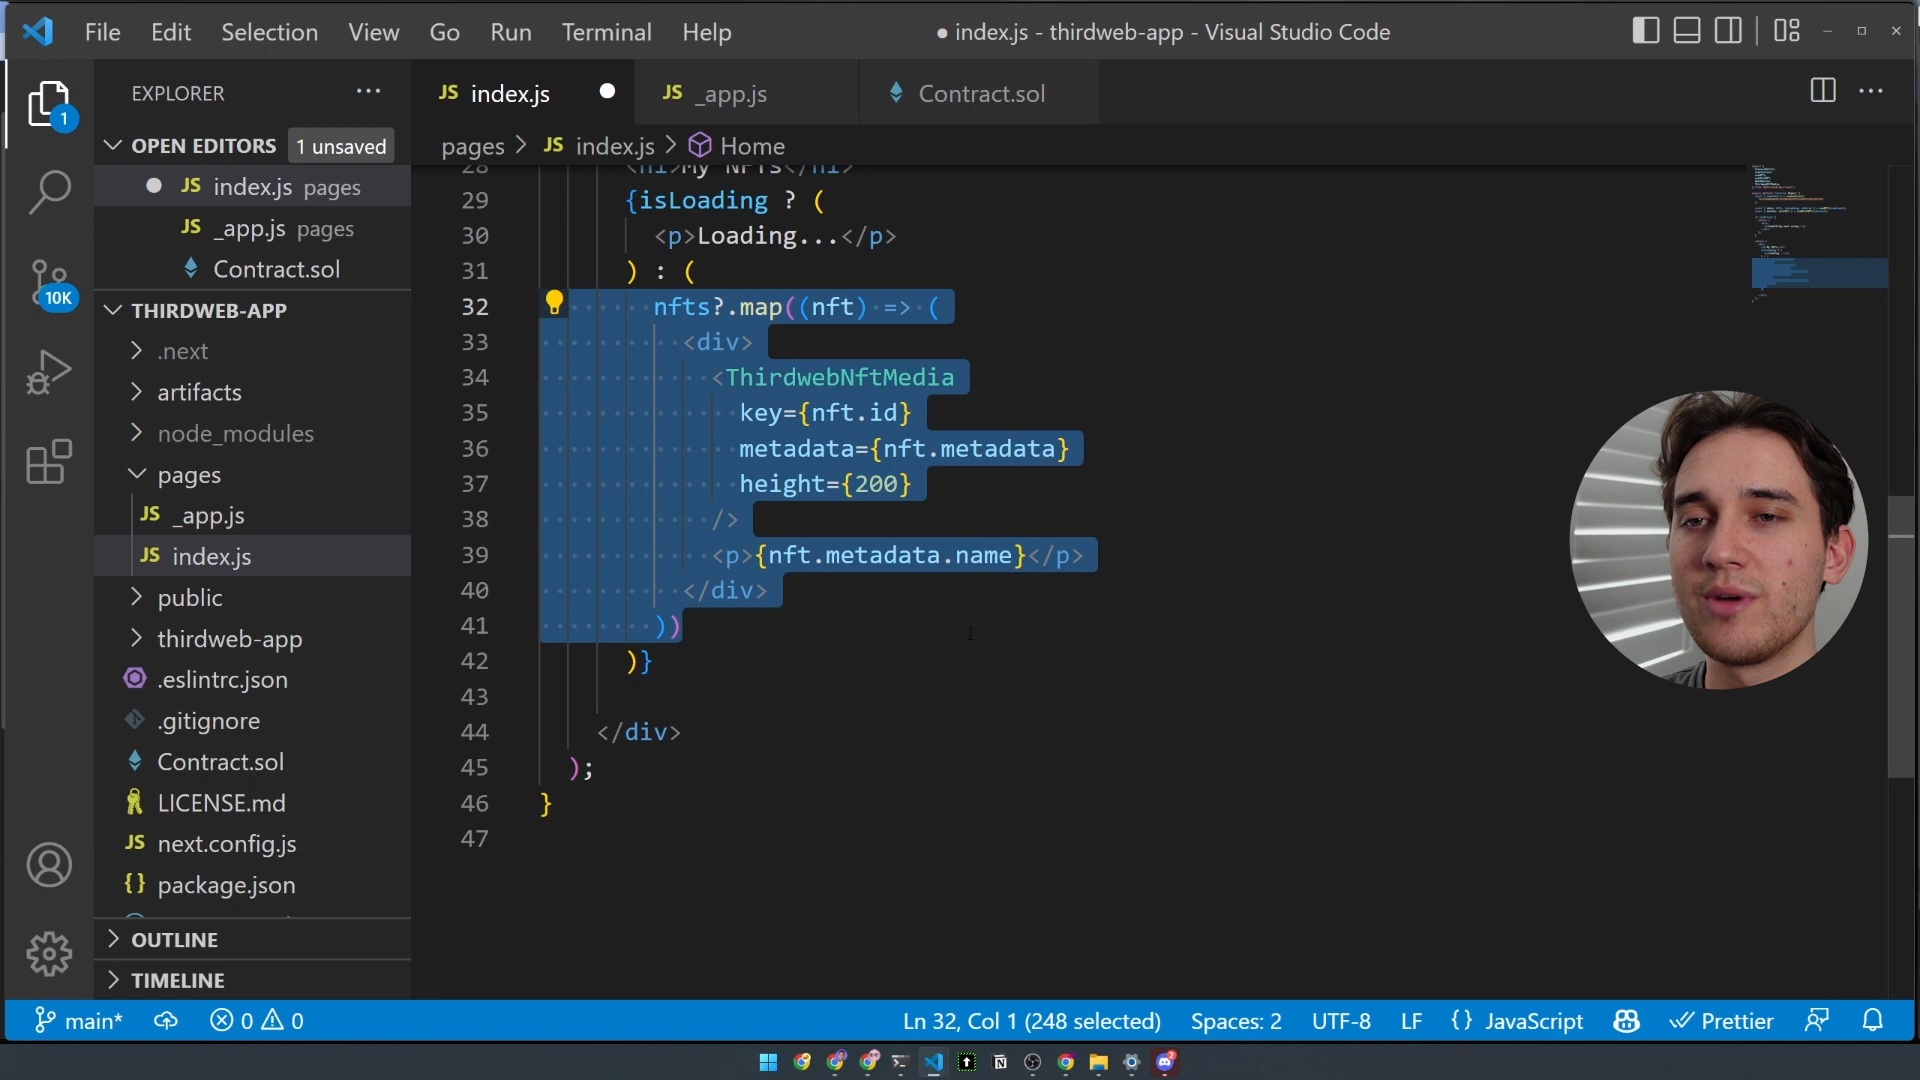 File Edit Selection View Go Run Terminal Help
● index.js - thirdweb-app - Visual Studio Code
EXPLORER
JS index.js
JS _app.js
Contract.sol
1
OPEN EDITORS 1 unsaved
pages > JS index.js > Home
JS index.js pages
JS _app.js pages
Contract.sol
10K
THIRDWEB-APP
.next
artifacts
node_modules
pages
JS _app.js
JS index.js
public
thirdweb-app
.eslintrc.json
.gitignore
Contract.sol
LICENSE.md
JS next.config.js
{} package.json
OUTLINE
TIMELINE
28 <h1>My NFTs</h1>
29 {isLoading ? (
30 <p>Loading...</p>
31 ) : (
32 nfts?.map((nft) => (
33 <div>
34 <ThirdwebNftMedia
35 key={nft.id}
36 metadata={nft.metadata}
37 height={200}
38 />
39 <p>{nft.metadata.name}</p>
40 </div>
41 ))
42 )}
43
44 </div>
45 );
46 }
47
main* 0 0 Ln 32, Col 1 (248 selected) Spaces: 2 UTF-8 LF {} JavaScript Prettier